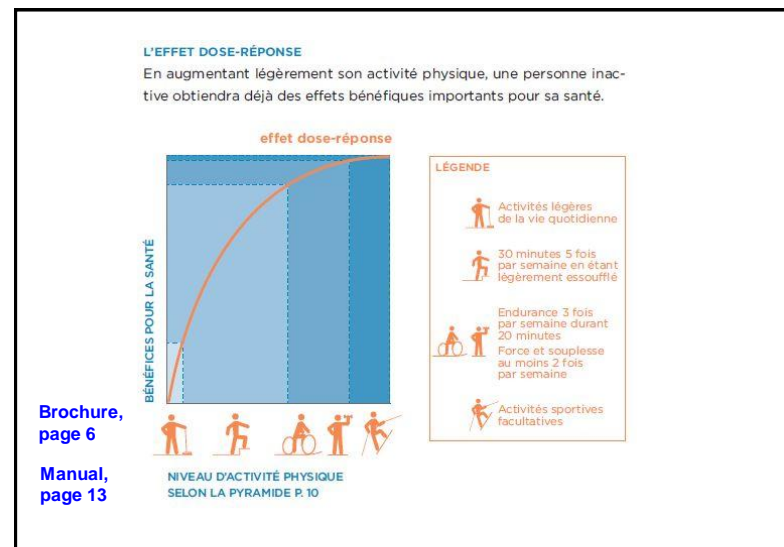 L'EFFET DOSE-RÉPONSE
En augmentant légèrement son activité physique, une personne inac-
tive obtiendra déjà des effets bénéfiques importants pour sa santé.
effet dose-réponse
BÉNÉFICES POUR LA SANTÉ
LÉGENDE
Activités légères
de la vie quotidienne
30 minutes 5 fois
par semaine en étant
légèrement essoufflé
Endurance 3 fois
par semaine durant
20 minutes
Force et souplesse
au moins 2 fois
par semaine
Activités sportives
facultatives
Brochure,
page 6
Manual,
page 13
NIVEAU D'ACTIVITÉ PHYSIQUE
SELON LA PYRAMIDE P. 10